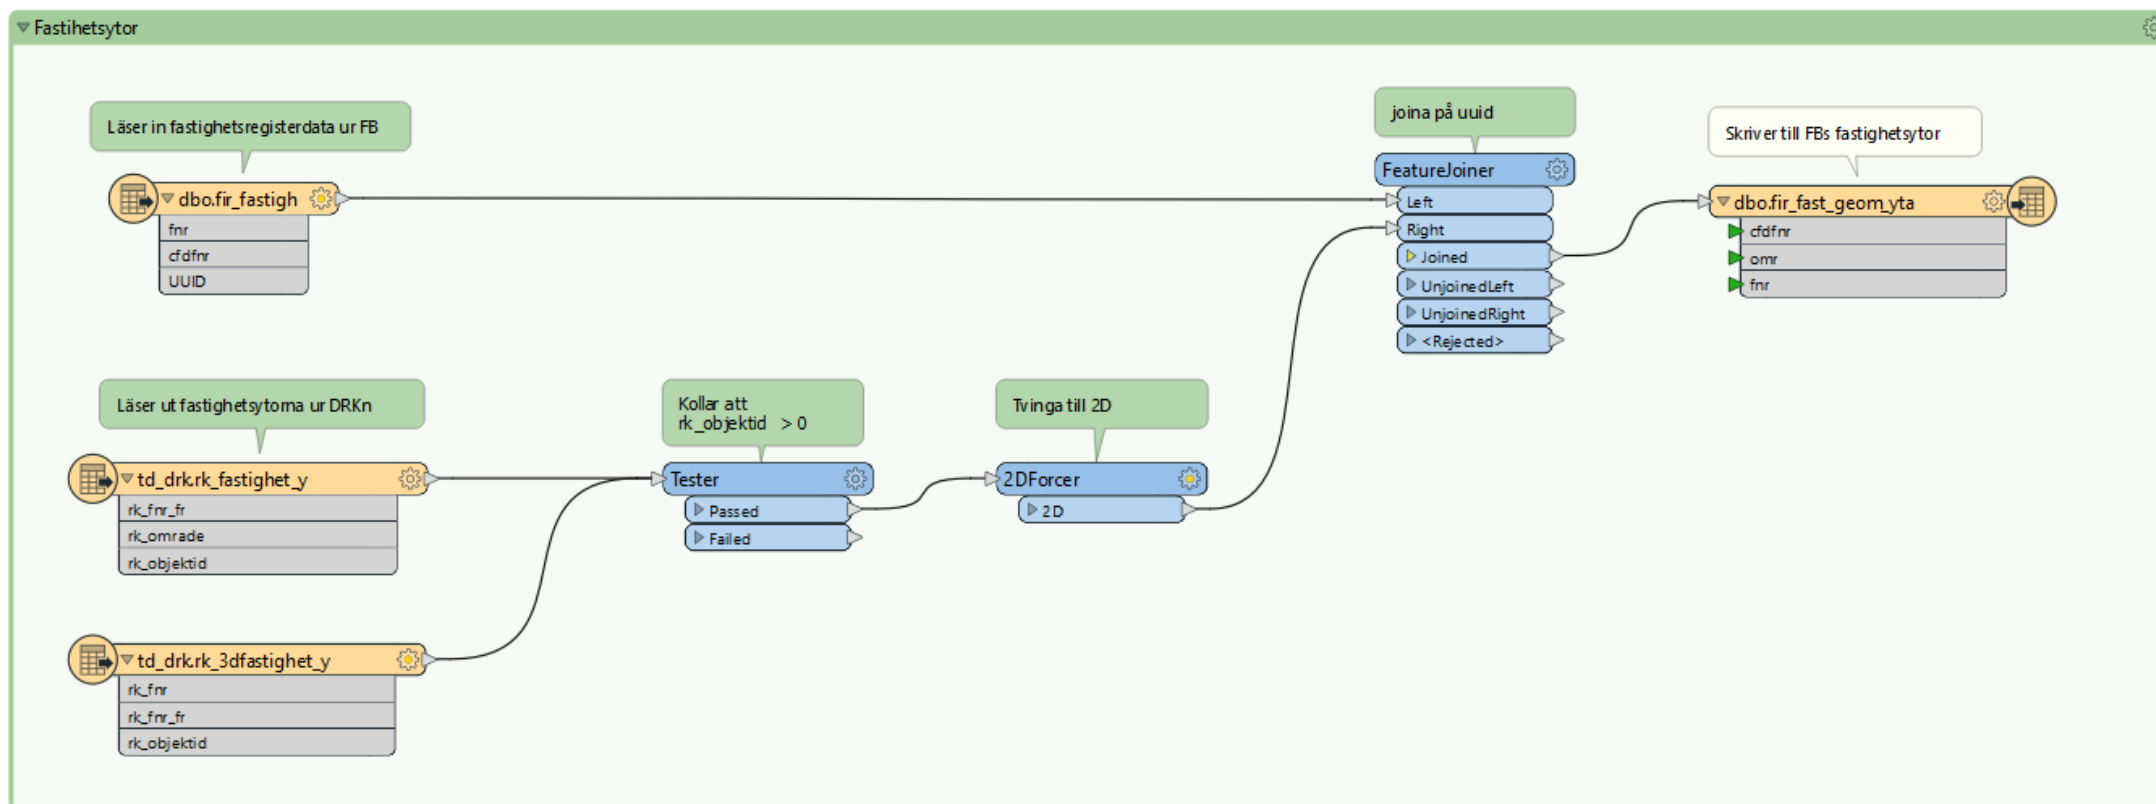 Fastihetsytor
Läser in fastighetsregisterdata ur FB
dbo.fir_fastigh
fnr
cfdfnr
UUID
joina på uuid
FeatureJoiner
Left
Right
Joined
UnjoinedLeft
UnjoinedRight
<Rejected>
Skriver till FBs fastighetsytor
dbo.fir_fast_geom_yta
cfdfnr
omr
fnr
Läser ut fastighetsytorna ur DRKn
td_drk.rk_fastighet_y
rk_fnr_fr
rk_omrade
rk_objektid
Kollar att
rk_objektid > 0
Tester
Passed
Failed
Tvinga till 2D
2DForcer
2D
td_drk.rk_3dfastighet_y
rk_fnr
rk_fnr_fr
rk_objektid